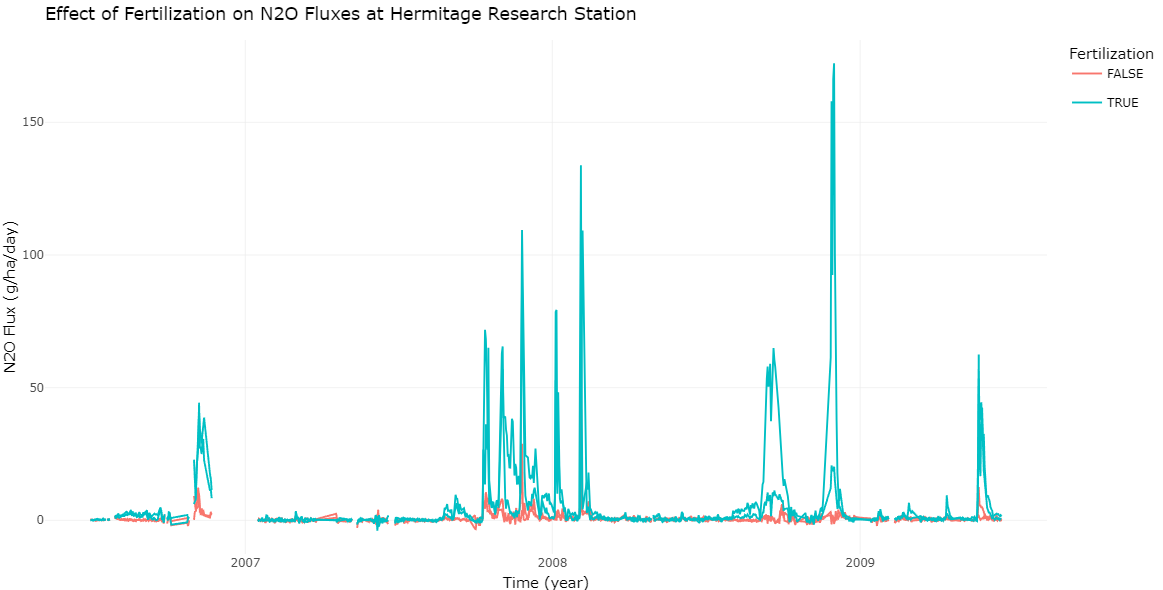 Effect of Fertilization on N2O Fluxes at Hermitage Research Station
Fertilization
FALSE
TRUE
150
100
50
0
N2O Flux (g/ha/day)
2007
2008
2009
Time (year)